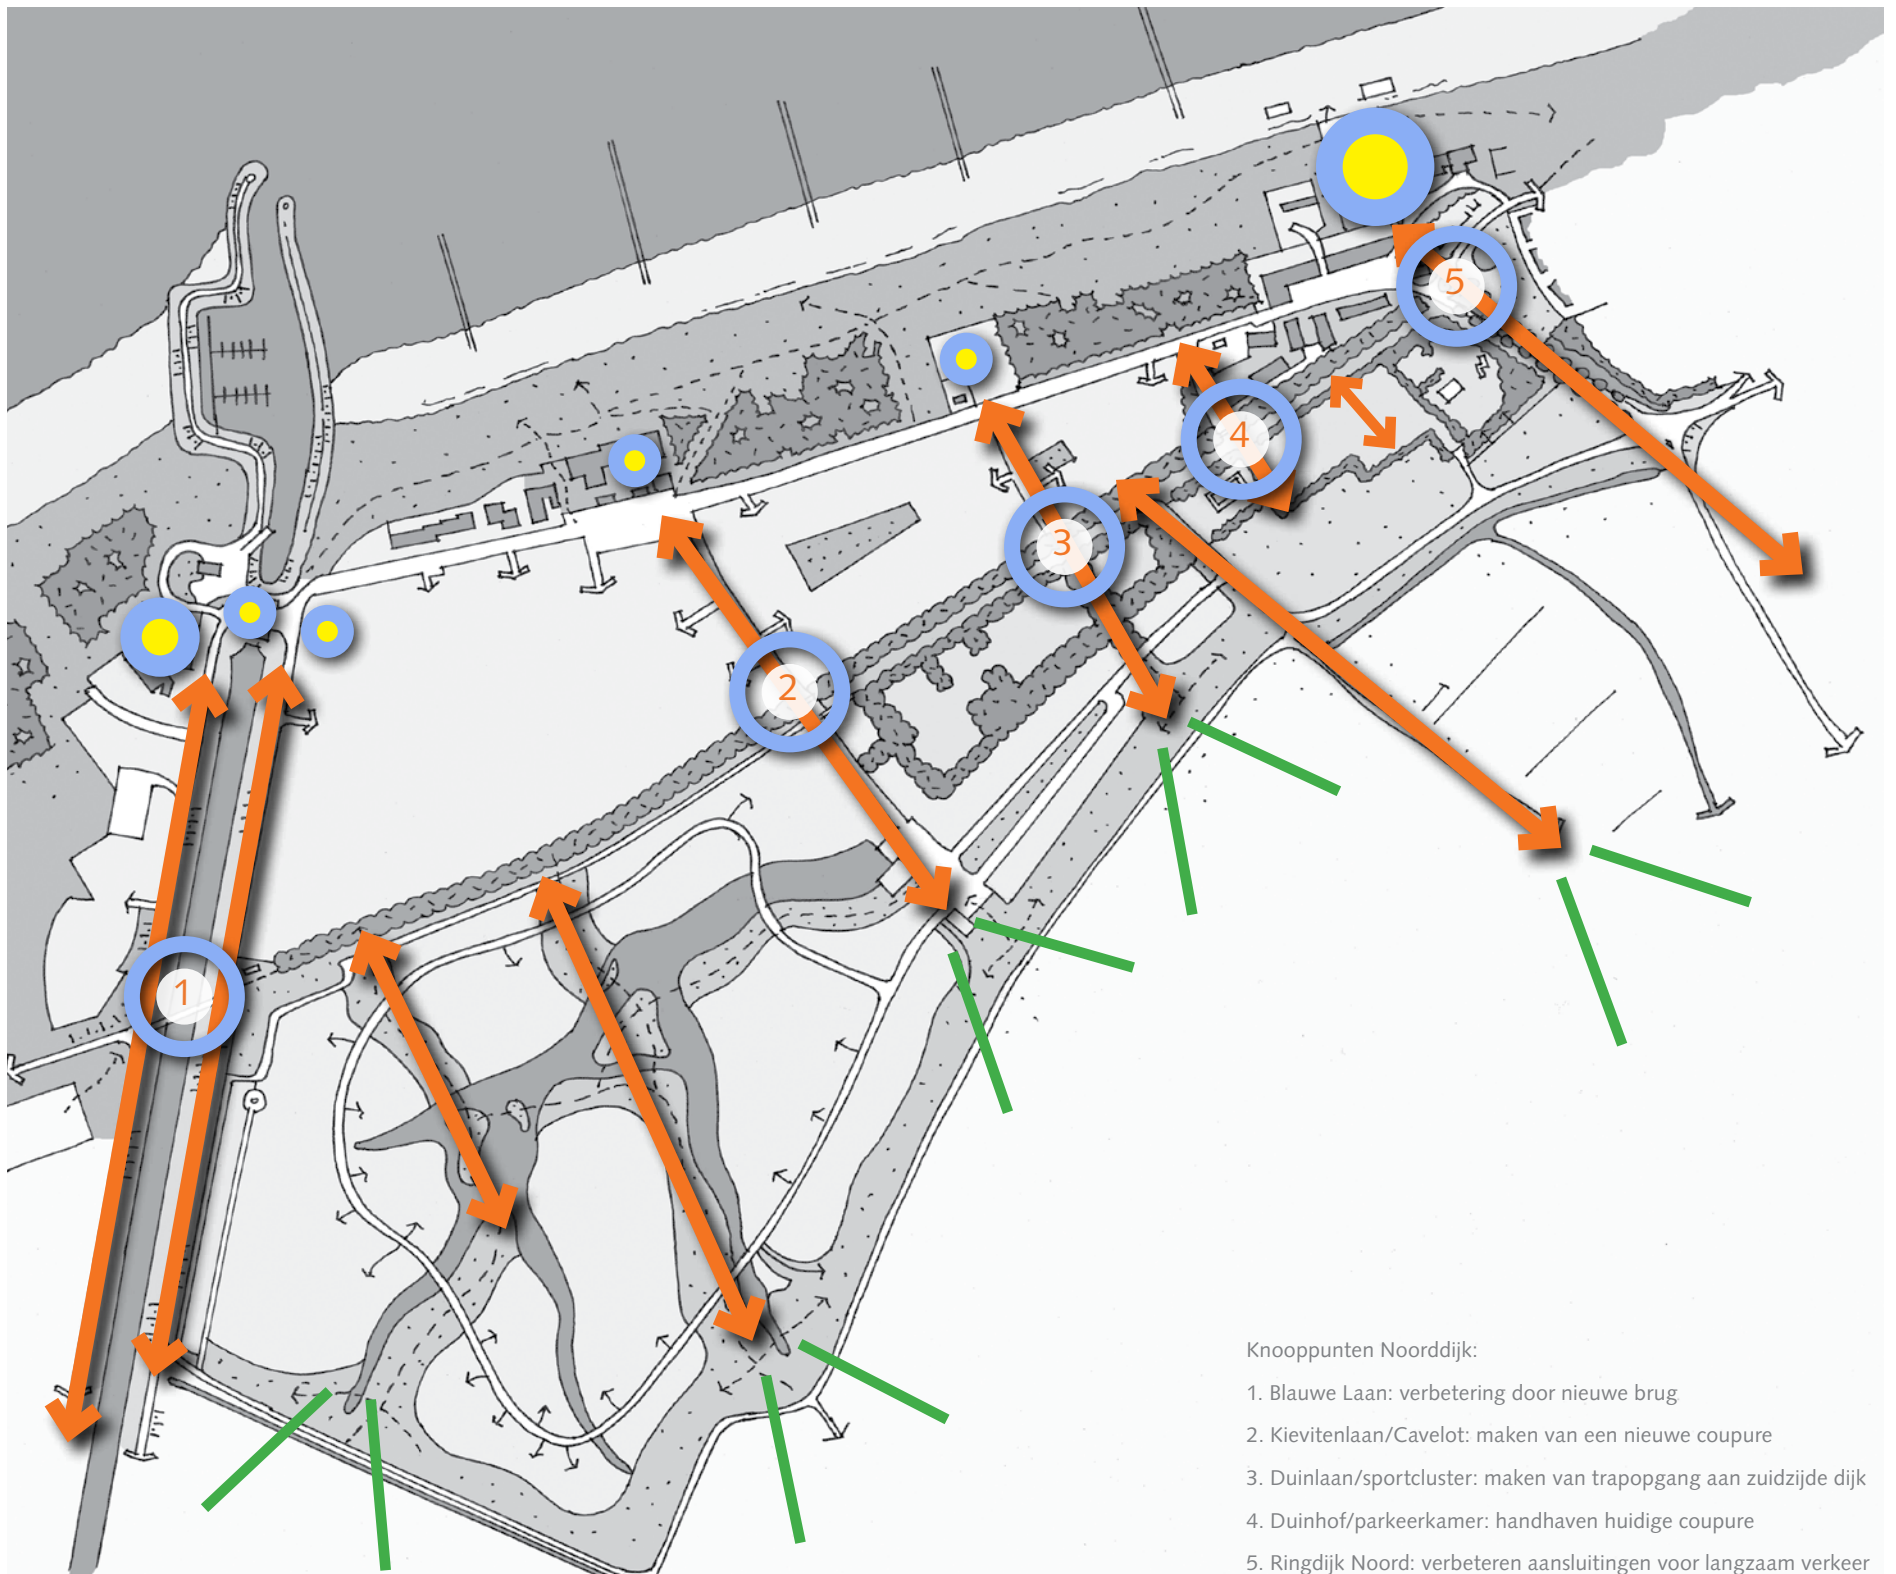 5
4
3
2
1
Knooppunten Noorddijk:
1. Blauwe Laan: verbetering door nieuwe brug
2. Kievitenlaan/Cavelot: maken van een nieuwe coupure
3. Duinlaan/sportcluster: maken van trapopgang aan zuidzijde dijk
4. Duinhof/parkeerkamer: handhaven huidige coupure
5. Ringdijk Noord: verbeteren aansluitingen voor langzaam verkeer